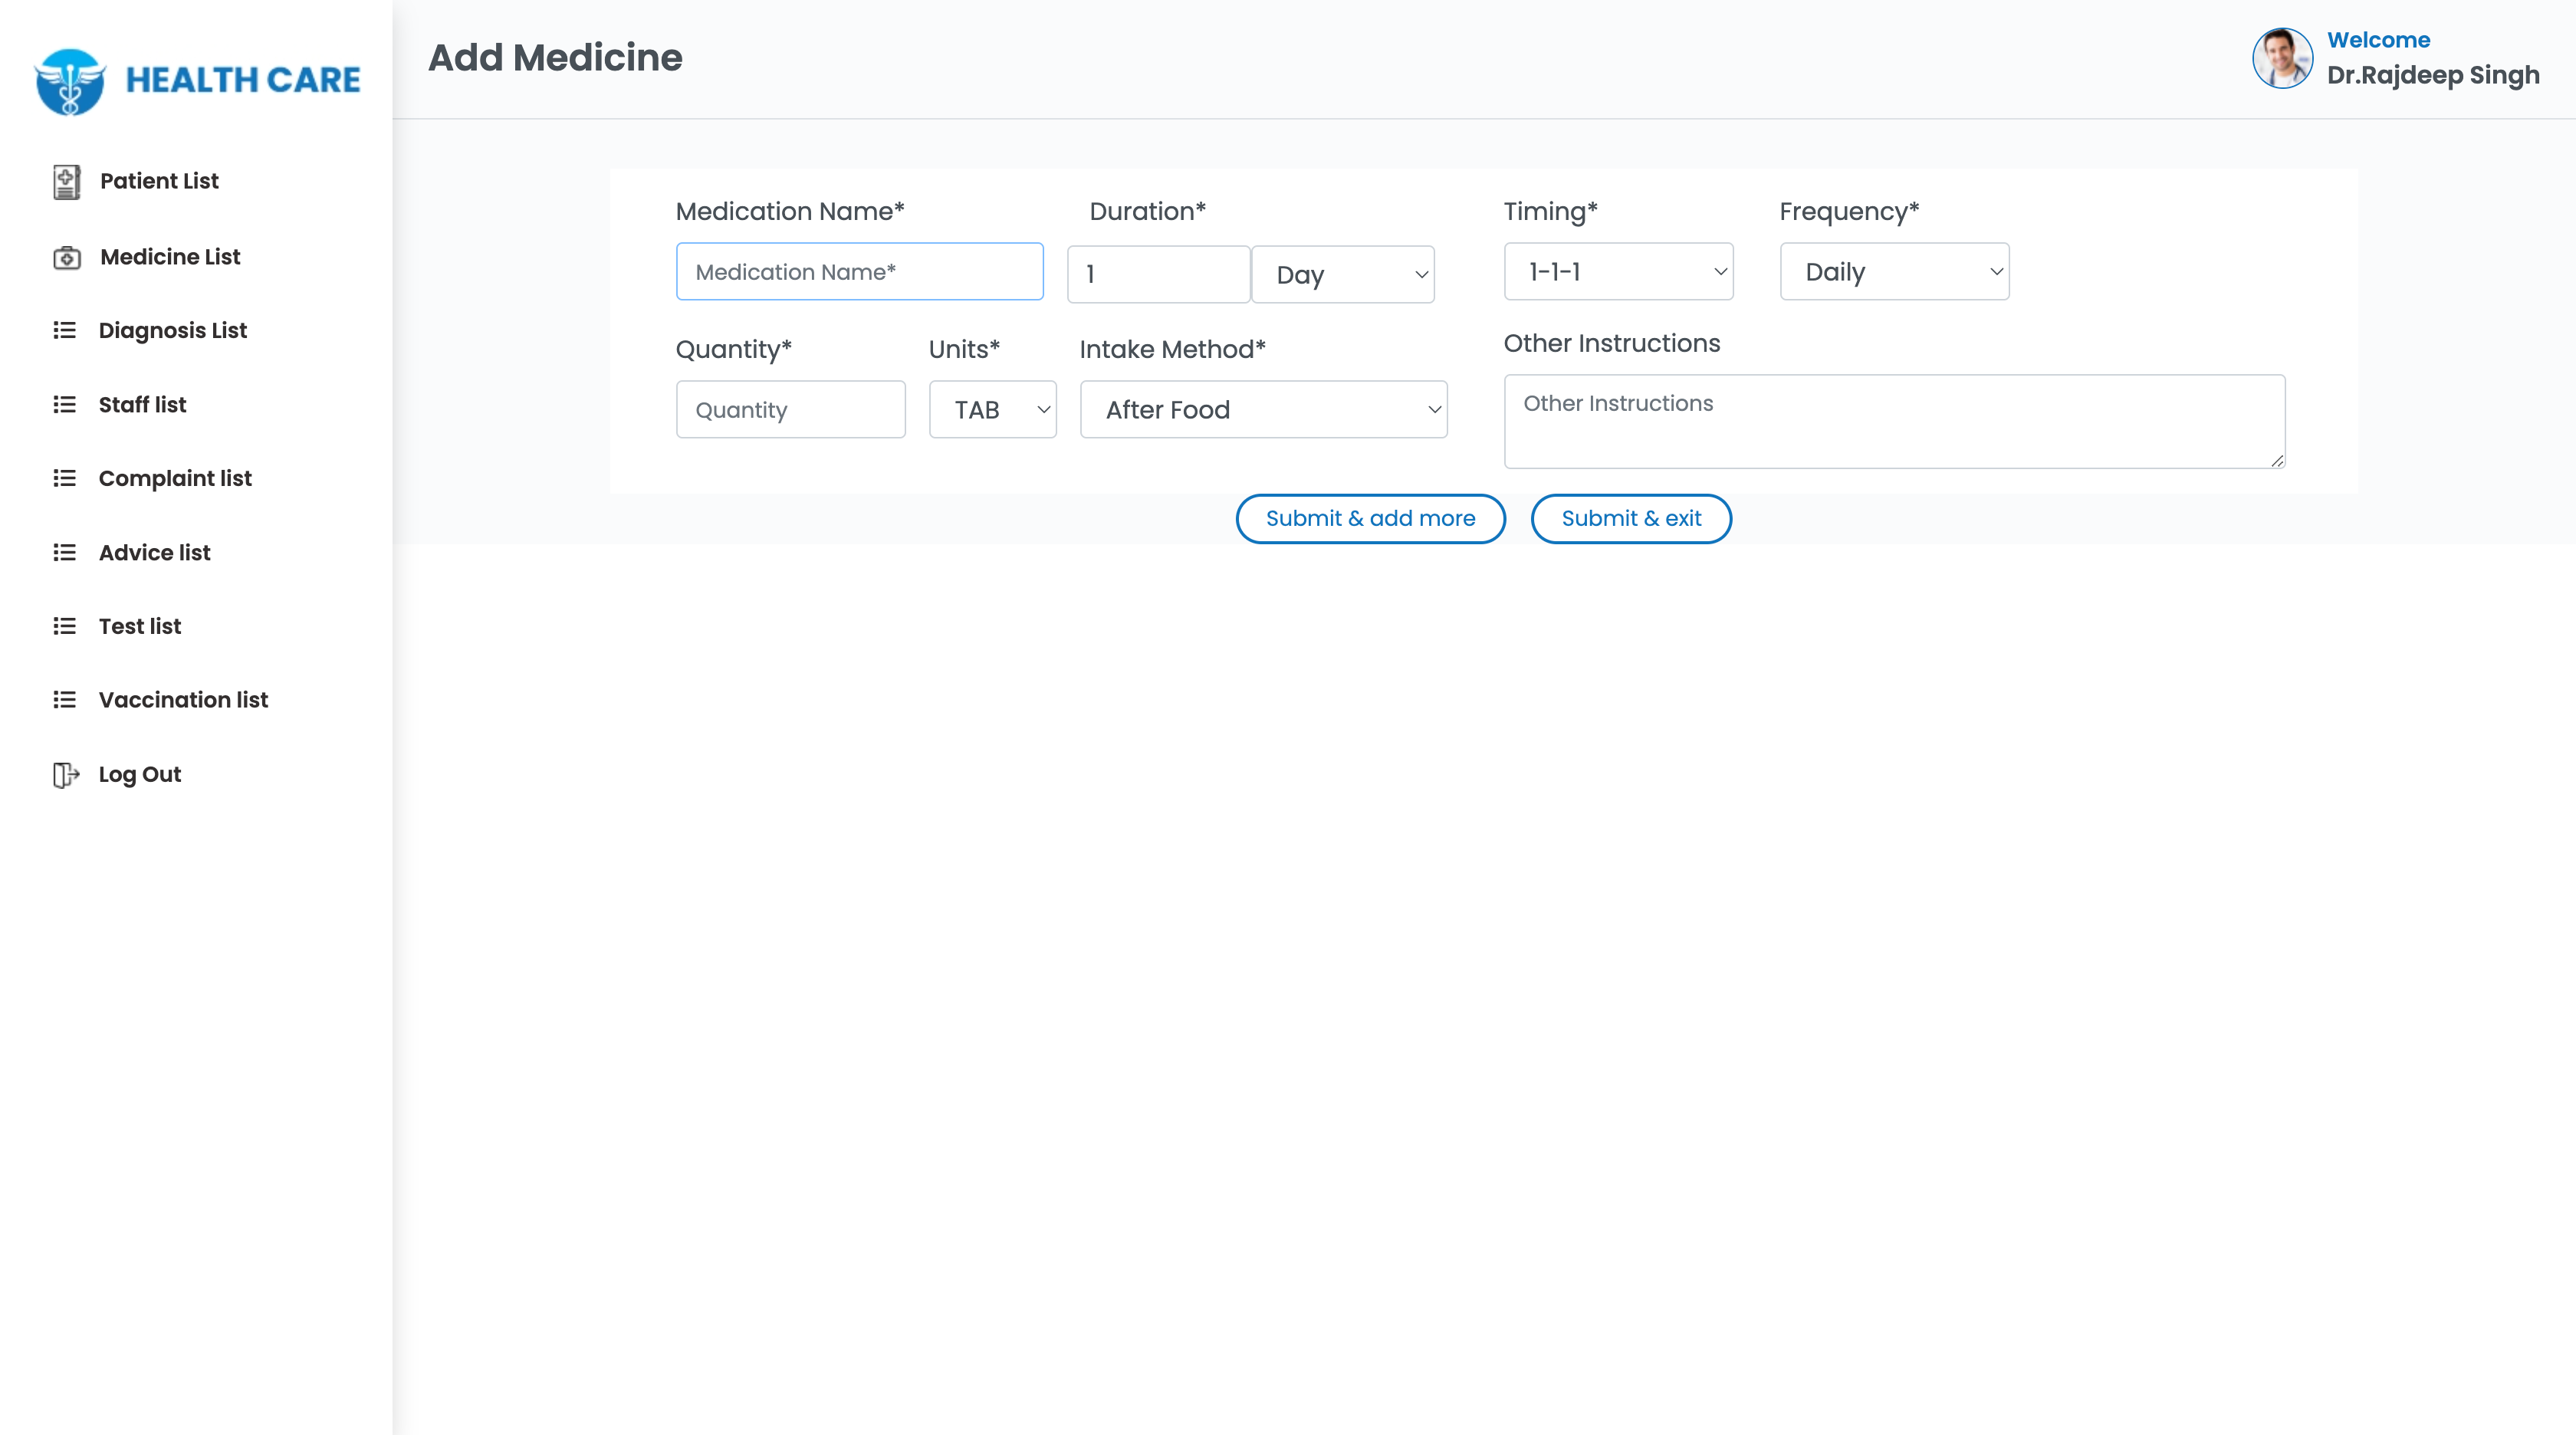 HEALTH CARE
Patient List
Medicine List
Diagnosis List
Staff list
Complaint list
Advice list
Test list
Vaccination list
Log Out
Add Medicine
Welcome
Dr.Rajdeep Singh
Medication Name* Duration* Timing* Frequency*
Medication Name* 1 Day 1-1-1 Daily
Quantity* Units* Intake Method* Other Instructions
Quantity TAB After Food Other Instructions
Submit & add more Submit & exit